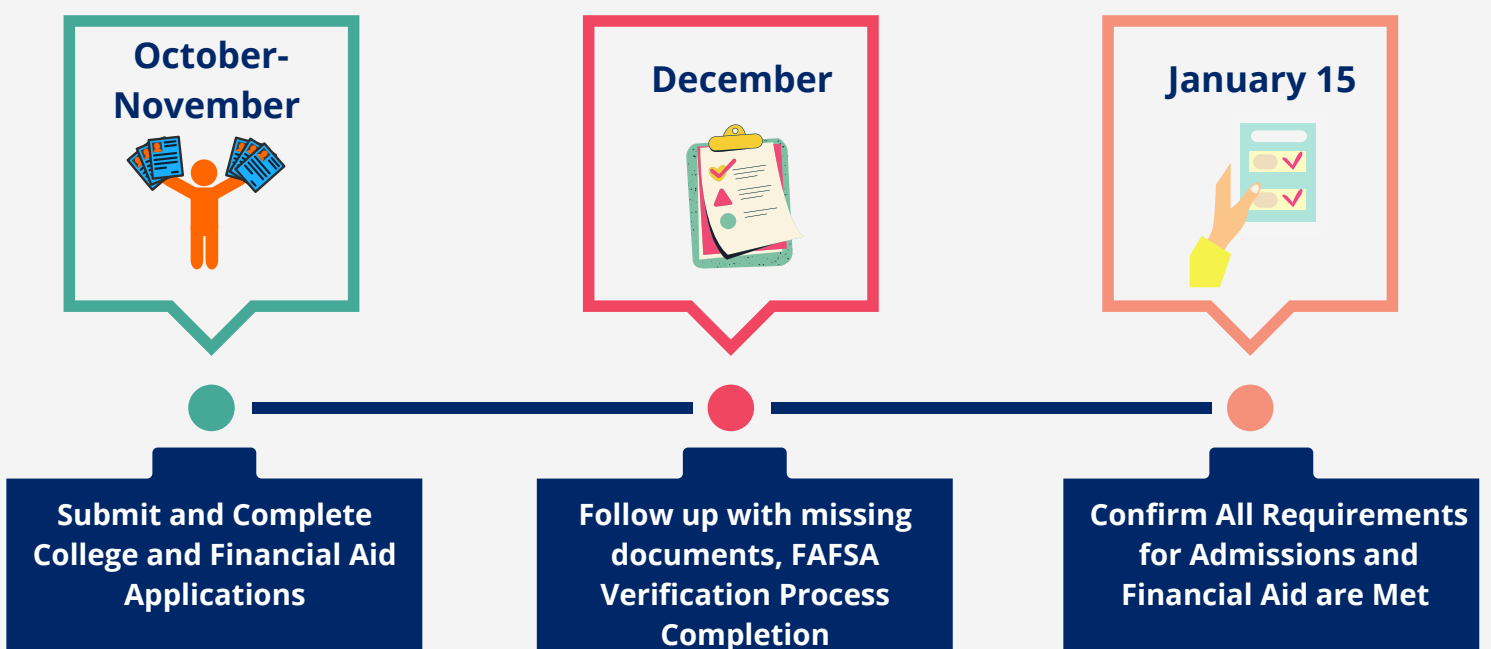 October-
November
December
January 15
Submit and Complete
College and Financial Aid
Applications
Follow up with missing
documents, FAFSA
Verification Process
Completion
Confirm All Requirements
for Admissions and
Financial Aid are Met